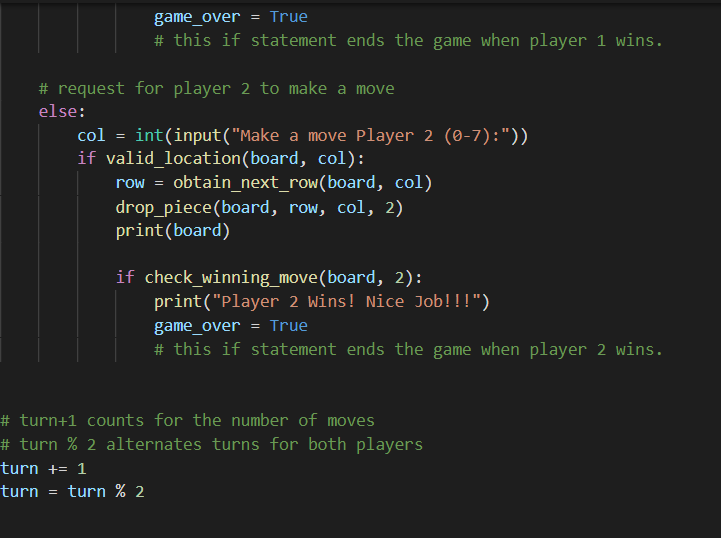 game_over = True
# this if statement ends the game when player 1 wins.
# request for player 2 to make a move
else:
col = int(input("Make a move Player 2 (0-7):"))
if valid_location(board, col):
row = obtain_next_row(board, col)
drop_piece(board, row, col, 2)
print(board)
if check_winning_move(board, 2):
print("Player 2 Wins! Nice Job!!!")
game_over = True
# this if statement ends the game when player 2 wins.
# turn+1 counts for the number of moves
# turn % 2 alternates turns for both players
turn += 1
turn = turn % 2